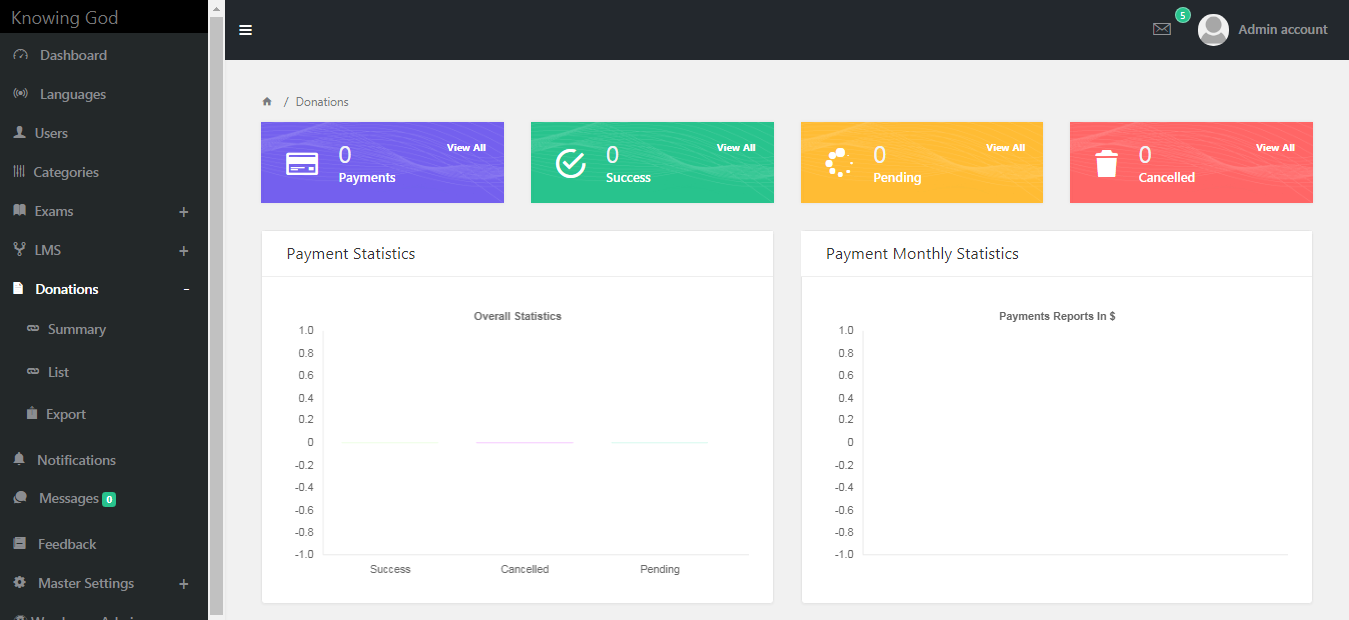 Knowing God
5
Admin account
Dashboard
Languages
Users
Categories
Exams +
LMS +
Donations -
Summary
List
Export
Notifications
Messages 0
Feedback
Master Settings +
/ Donations
0 View All
Payments
0 View All
Success
0 View All
Pending
0 View All
Cancelled
Payment Statistics
Overall Statistics
1.0
0.8
0.6
0.4
0.2
0
-0.2
-0.4
-0.6
-0.8
-1.0
Success Cancelled Pending
Payment Monthly Statistics
Payments Reports In $
1.0
0.8
0.6
0.4
0.2
0
-0.2
-0.4
-0.6
-0.8
-1.0